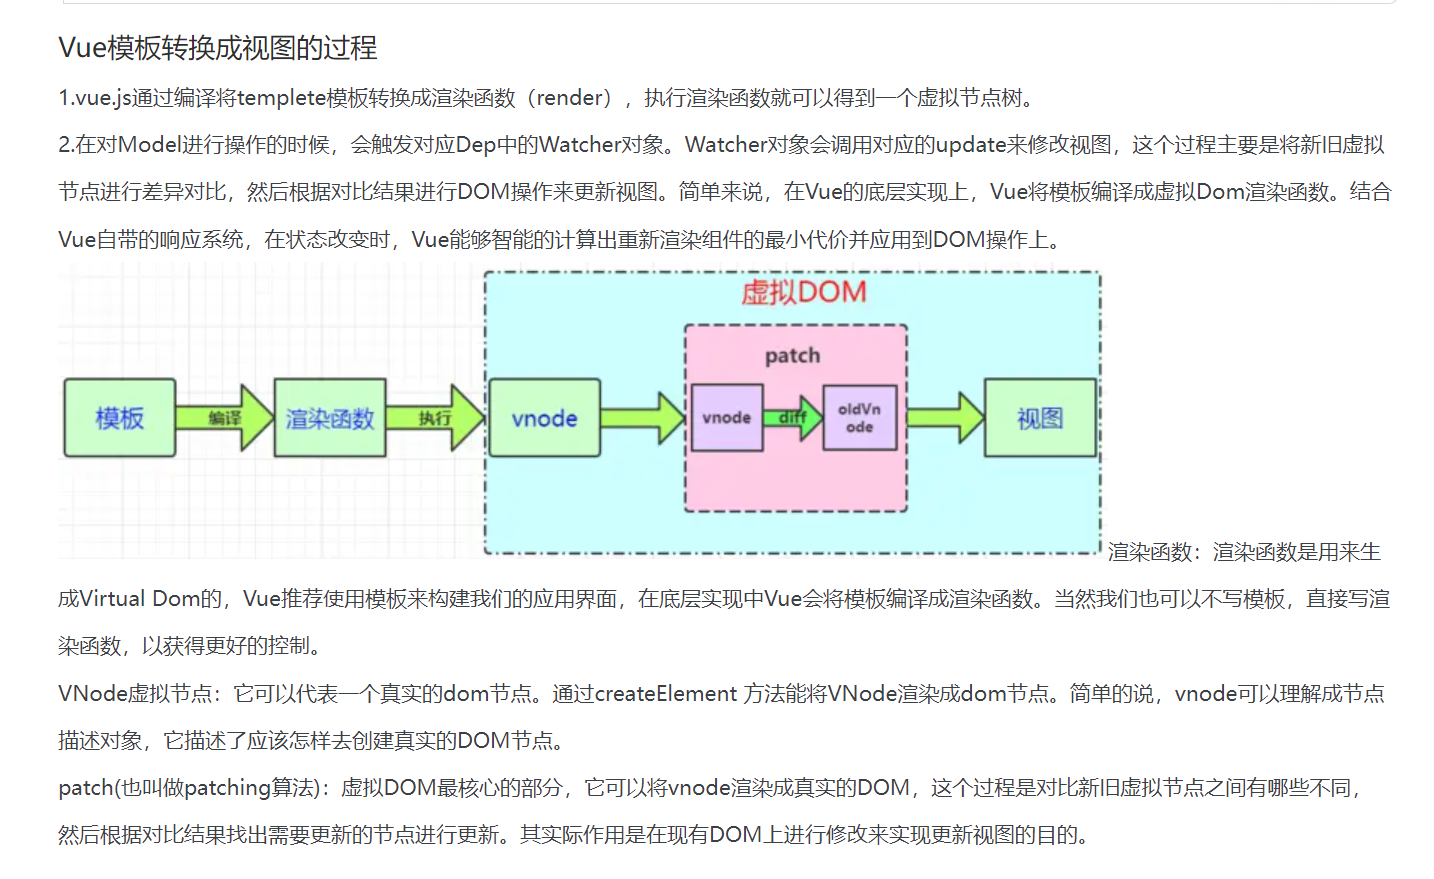 Vue模板转换成视图的过程
1.vue.js通过编译将templete模板转换成渲染函数（render），执行渲染函数就可以得到一个虚拟节点树。
2.在对Model进行操作的时候，会触发对应Dep中的Watcher对象。Watcher对象会调用对应的update来修改视图，这个过程主要是将新旧虚拟
节点进行差异对比，然后根据对比结果进行DOM操作来更新视图。简单来说，在Vue的底层实现上，Vue将模板编译成虚拟Dom渲染函数。结合
Vue自带的响应系统，在状态改变时，Vue能够智能的计算出重新渲染组件的最小代价并应用到DOM操作上。
虚拟DOM
patch
模板
编译
渲染函数
执行
vnode
vnode
diff
oldVn
ode
视图
渲染函数：渲染函数是用来生
成Virtual Dom的，Vue推荐使用模板来构建我们的应用界面，在底层实现中Vue会将模板编译成渲染函数。当然我们也可以不写模板，直接写渲
染函数，以获得更好的控制。
VNode虚拟节点：它可以代表一个真实的dom节点。通过createElement 方法能将VNode渲染成dom节点。简单的说，vnode可以理解成节点
描述对象，它描述了应该怎样去创建真实的DOM节点。
patch(也叫做patching算法)：虚拟DOM最核心的部分，它可以将vnode渲染成真实的DOM，这个过程是对比新旧虚拟节点之间有哪些不同，
然后根据对比结果找出需要更新的节点进行更新。其实际作用是在现有DOM上进行修改来实现更新视图的目的。